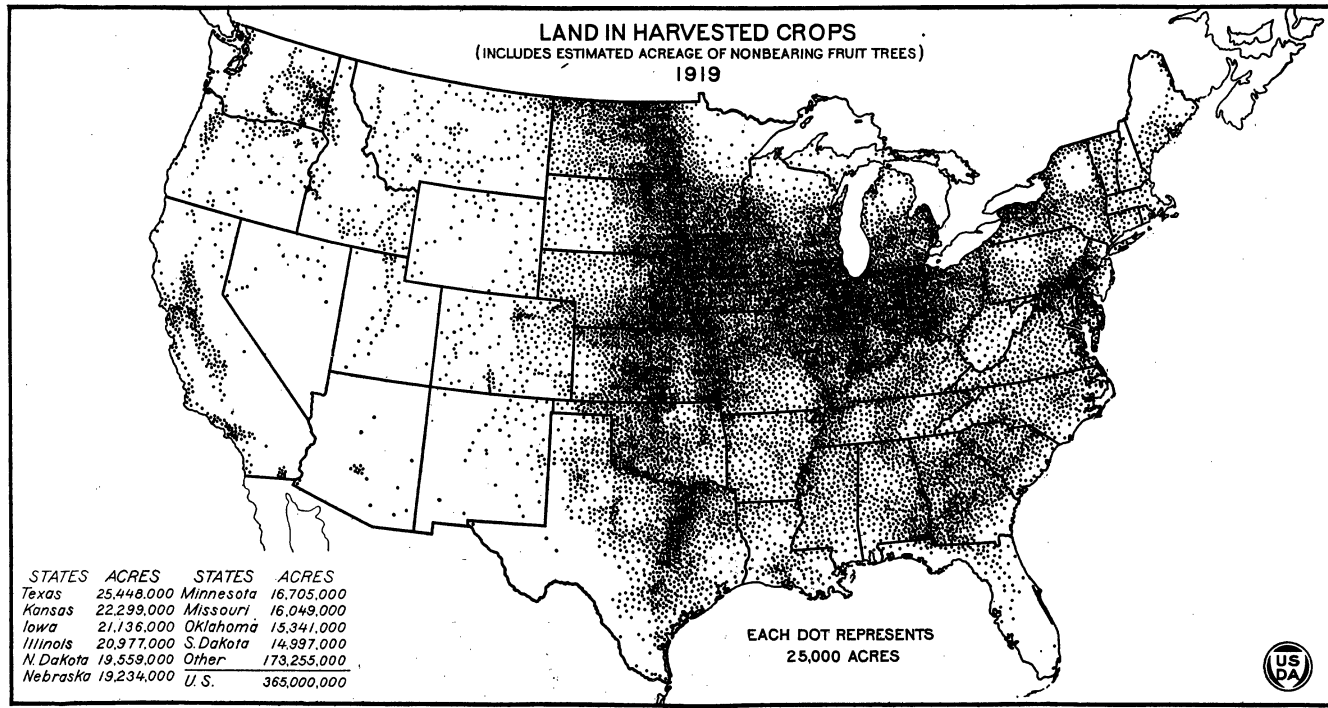 LAND IN HARVESTED CROPS
(INCLUDES ESTIMATED ACREAGE OF NONBEARING FRUIT TREES)
1919
STATES ACRES STATES ACRES
Texas 25,448,000 Minnesota 16,705,000
Kansas 22,299,000 Missouri 16,049,000
Iowa 21,136,000 Oklahoma 15,341,000
Illinois 20,977,000 S. Dakota 14,997,000
N. Dakota 19,559,000 Other 173,255,000
Nebraska 19,234,000 U.S. 365,000,000
EACH DOT REPRESENTS
25,000 ACRES
US
DA